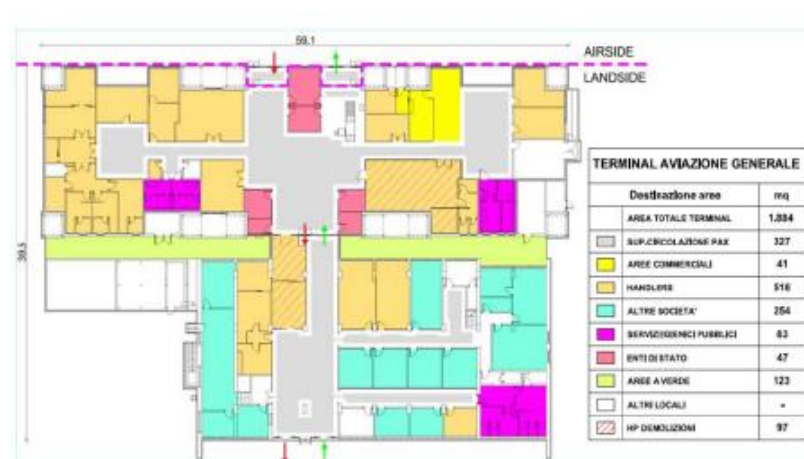 59,1
AIRSIDE
LANDSIDE
39,5
TERMINAL AVIAZIONE GENERALE
Destinazione area mq
AREA TOTALE TERMINAL 1.884
SUP.CIRCOLAZIONE PAX 327
AREE COMMERCIALI 41
HANDLERS 516
ALTRE SOCIETA' 254
SERVIZI IGIENICI PUBBLICI 83
ENTI DI STATO 47
AREE A VERDE 123
ALTRI LOCALI -
HP DEMOLIZIONI 97